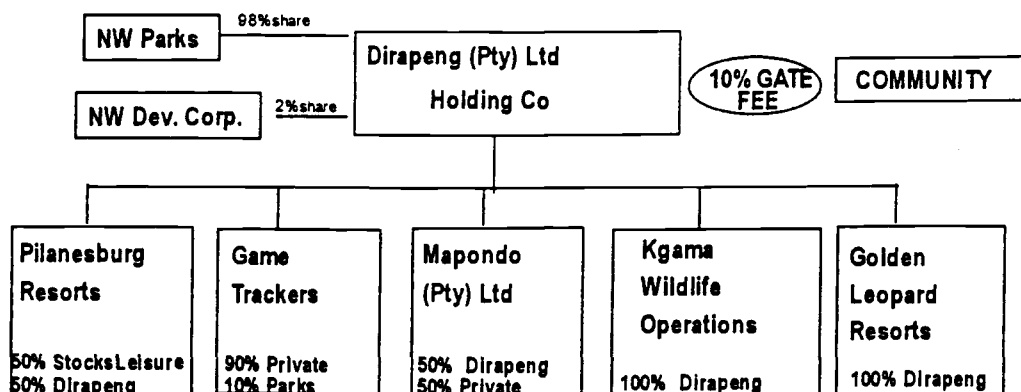 98%share
NW Parks
Dirapeng (Pty) Ltd
Holding Co
10% GATE
FEE
COMMUNITY
NW Dev. Corp.
2%share
Pilanesburg
Resorts
50% StocksLeisure
50% Dirapeng
Game
Trackers
90% Private
10% Parks
Mapondo
(Pty) Ltd
50% Dirapeng
50% Private
Kgama
Wildlife
Operations
100% Dirapeng
Golden
Leopard
Resorts
100% Dirapeng